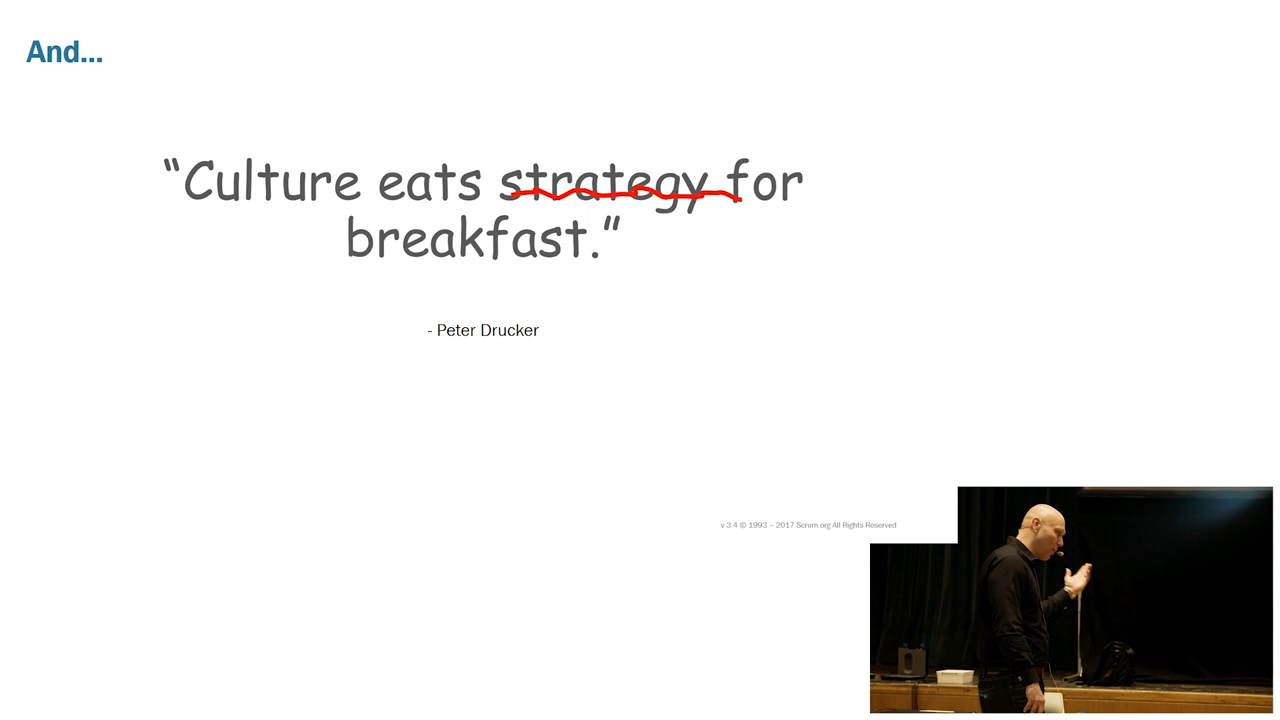 And...
“Culture eats strategy for
breakfast.”
- Peter Drucker
v 3.4 © 1993 – 2017 Scrum.org All Rights Reserved